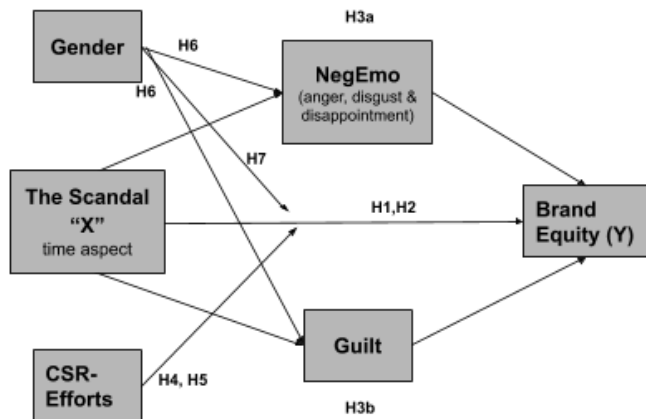 H3a
Gender
H6
H6
NegEmo
(anger, disgust &
disappointment)
H7
The Scandal
“X”
time aspect
H1,H2
Brand
Equity (Y)
Guilt
CSR-
Efforts
H4, H5
H3b